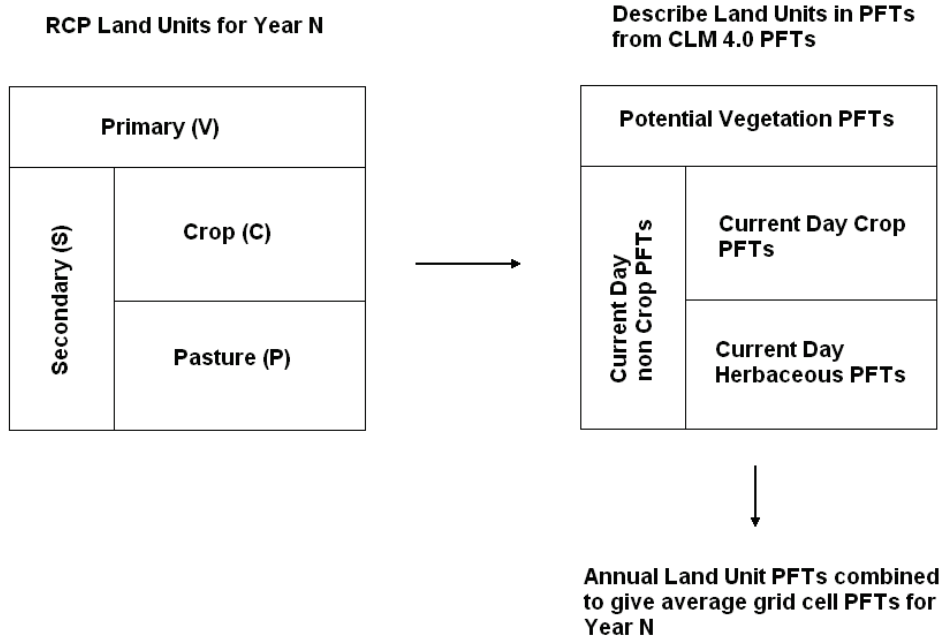 RCP Land Units for Year N
Describe Land Units in PFTs
from CLM 4.0 PFTs
Primary (V)
Secondary (S)
Crop (C)
Pasture (P)
Potential Vegetation PFTs
Current Day
non Crop PFTs
Current Day Crop
PFTs
Current Day
Herbaceous PFTs
Annual Land Unit PFTs combined
to give average grid cell PFTs for
Year N